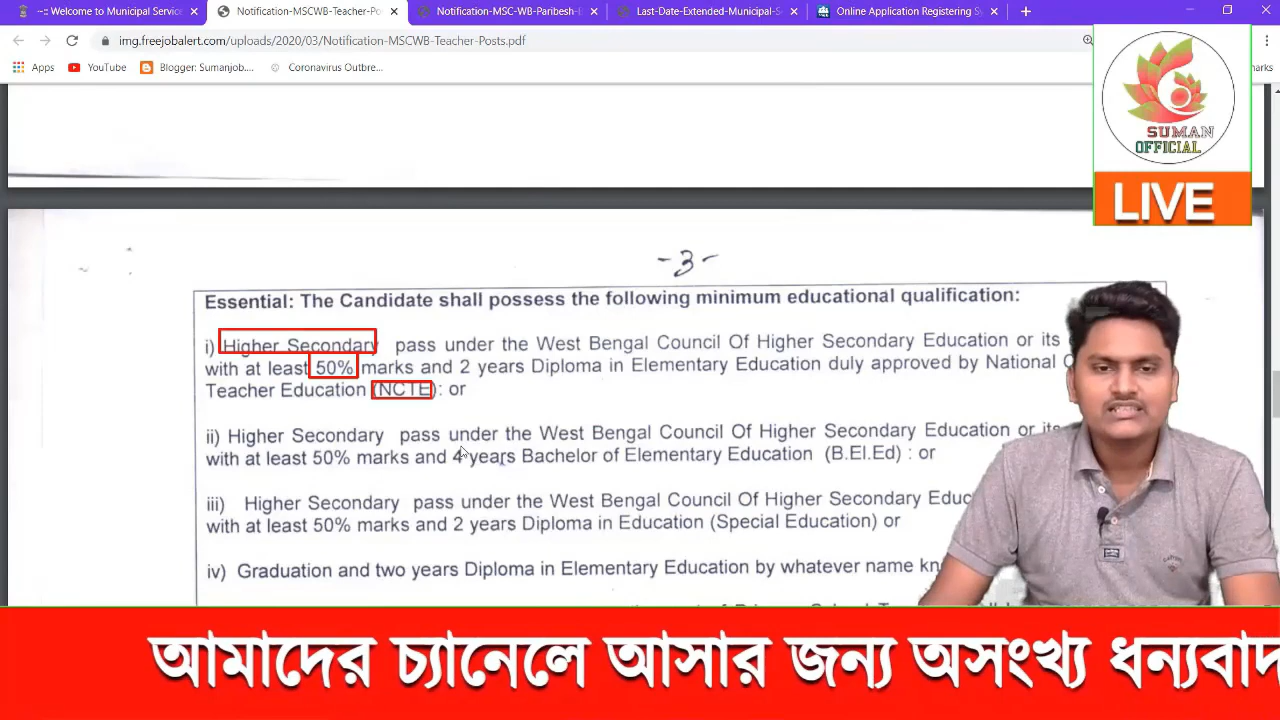 -:: Welcome to Municipal Servic
Notification-MSCWB-Teacher-Po
Notification-MSC-WB-Paribesh-
Last-Date-Extended-Municipal-S
Online Application Registering S
img.freejobalert.com/uploads/2020/03/Notification-MSCWB-Teacher-Posts.pdf
Apps
YouTube
Blogger: Sumanjob....
Coronavirus Outbre...
SUMAN
OFFICIAL
LIVE
-3-
Essential: The Candidate shall possess the following minimum educational qualification:
i) Higher Secondary pass under the West Bengal Council Of Higher Secondary Education or its
with at least 50% marks and 2 years Diploma in Elementary Education duly approved by National C
Teacher Education (NCTE): or
ii) Higher Secondary pass under the West Bengal Council Of Higher Secondary Education or its
with at least 50% marks and 4 years Bachelor of Elementary Education (B.El.Ed) : or
iii) Higher Secondary pass under the West Bengal Council Of Higher Secondary Educ
with at least 50% marks and 2 years Diploma in Education (Special Education) or
iv) Graduation and two years Diploma in Elementary Education by whatever name kn
আমাদের চ্যানেলে আসার জন্য অসংখ্য ধন্যবাদ